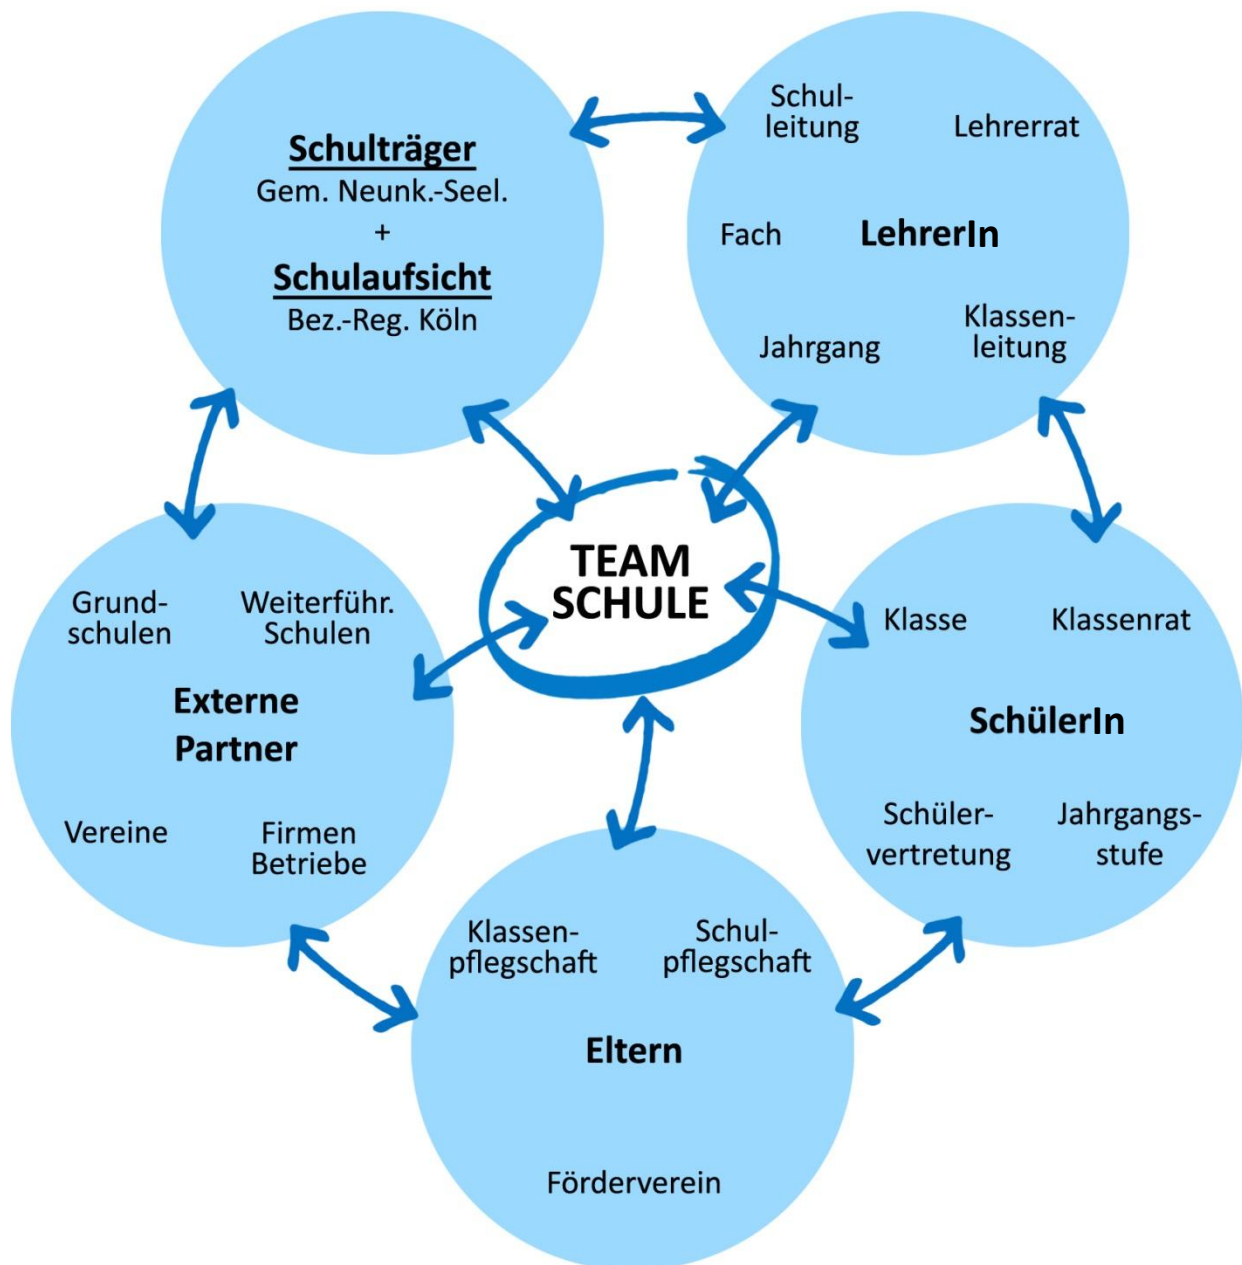 Schulträger
Gem. Neunk.-Seel.
+
Schulaufsicht
Bez.-Reg. Köln
Schul-
leitung
Lehrerrat
Fach
LehrerIn
Jahrgang
Klassen-
leitung
TEAM
SCHULE
Grund-
schulen
Weiterführ.
Schulen
Externe
Partner
Vereine
Firmen
Betriebe
Klasse
Klassenrat
SchülerIn
Schüler-
vertretung
Jahrgangs-
stufe
Klassen-
pflegschaft
Schul-
pflegschaft
Eltern
Förderverein